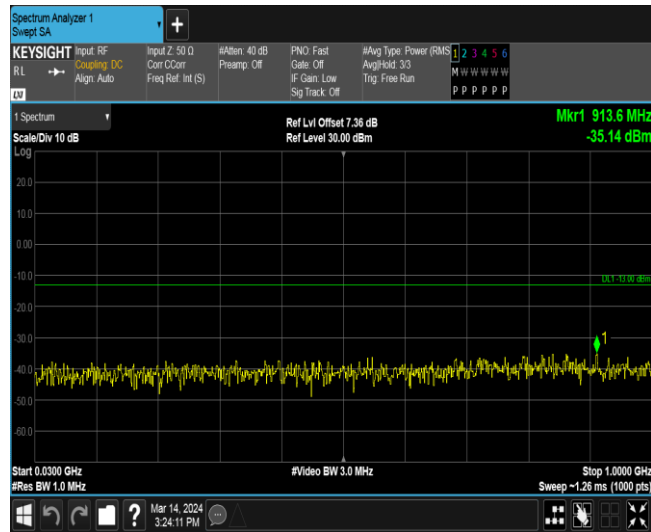 Spectrum Analyzer 1
Swept SA
+
KEYSIGHT
RL
LXI
Input: RF
Coupling: DC
Align: Auto
Input Z: 50 Ω
Corr CCorr
Freq Ref: Int (S)
#Atten: 40 dB
Preamp: Off
PNO: Fast
Gate: Off
IF Gain: Low
Sig Track: Off
#Avg Type: Power (RMS
Avg|Hold: 3/3
Trig: Free Run
1 2 3 4 5 6
M W W W W W
P P P P P P
1 Spectrum
Scale/Div 10 dB
Log
Ref Lvl Offset 7.36 dB
Ref Level 30.00 dBm
Mkr1 913.6 MHz
-35.14 dBm
20.0
10.0
0.00
-10.0
DL1 -13.00 dBm
-20.0
-30.0
1
-40.0
-50.0
-60.0
Start 0.0300 GHz
#Res BW 1.0 MHz
#Video BW 3.0 MHz
Stop 1.0000 GHz
Sweep ~1.26 ms (1000 pts)
?
Mar 14, 2024
3:24:11 PM